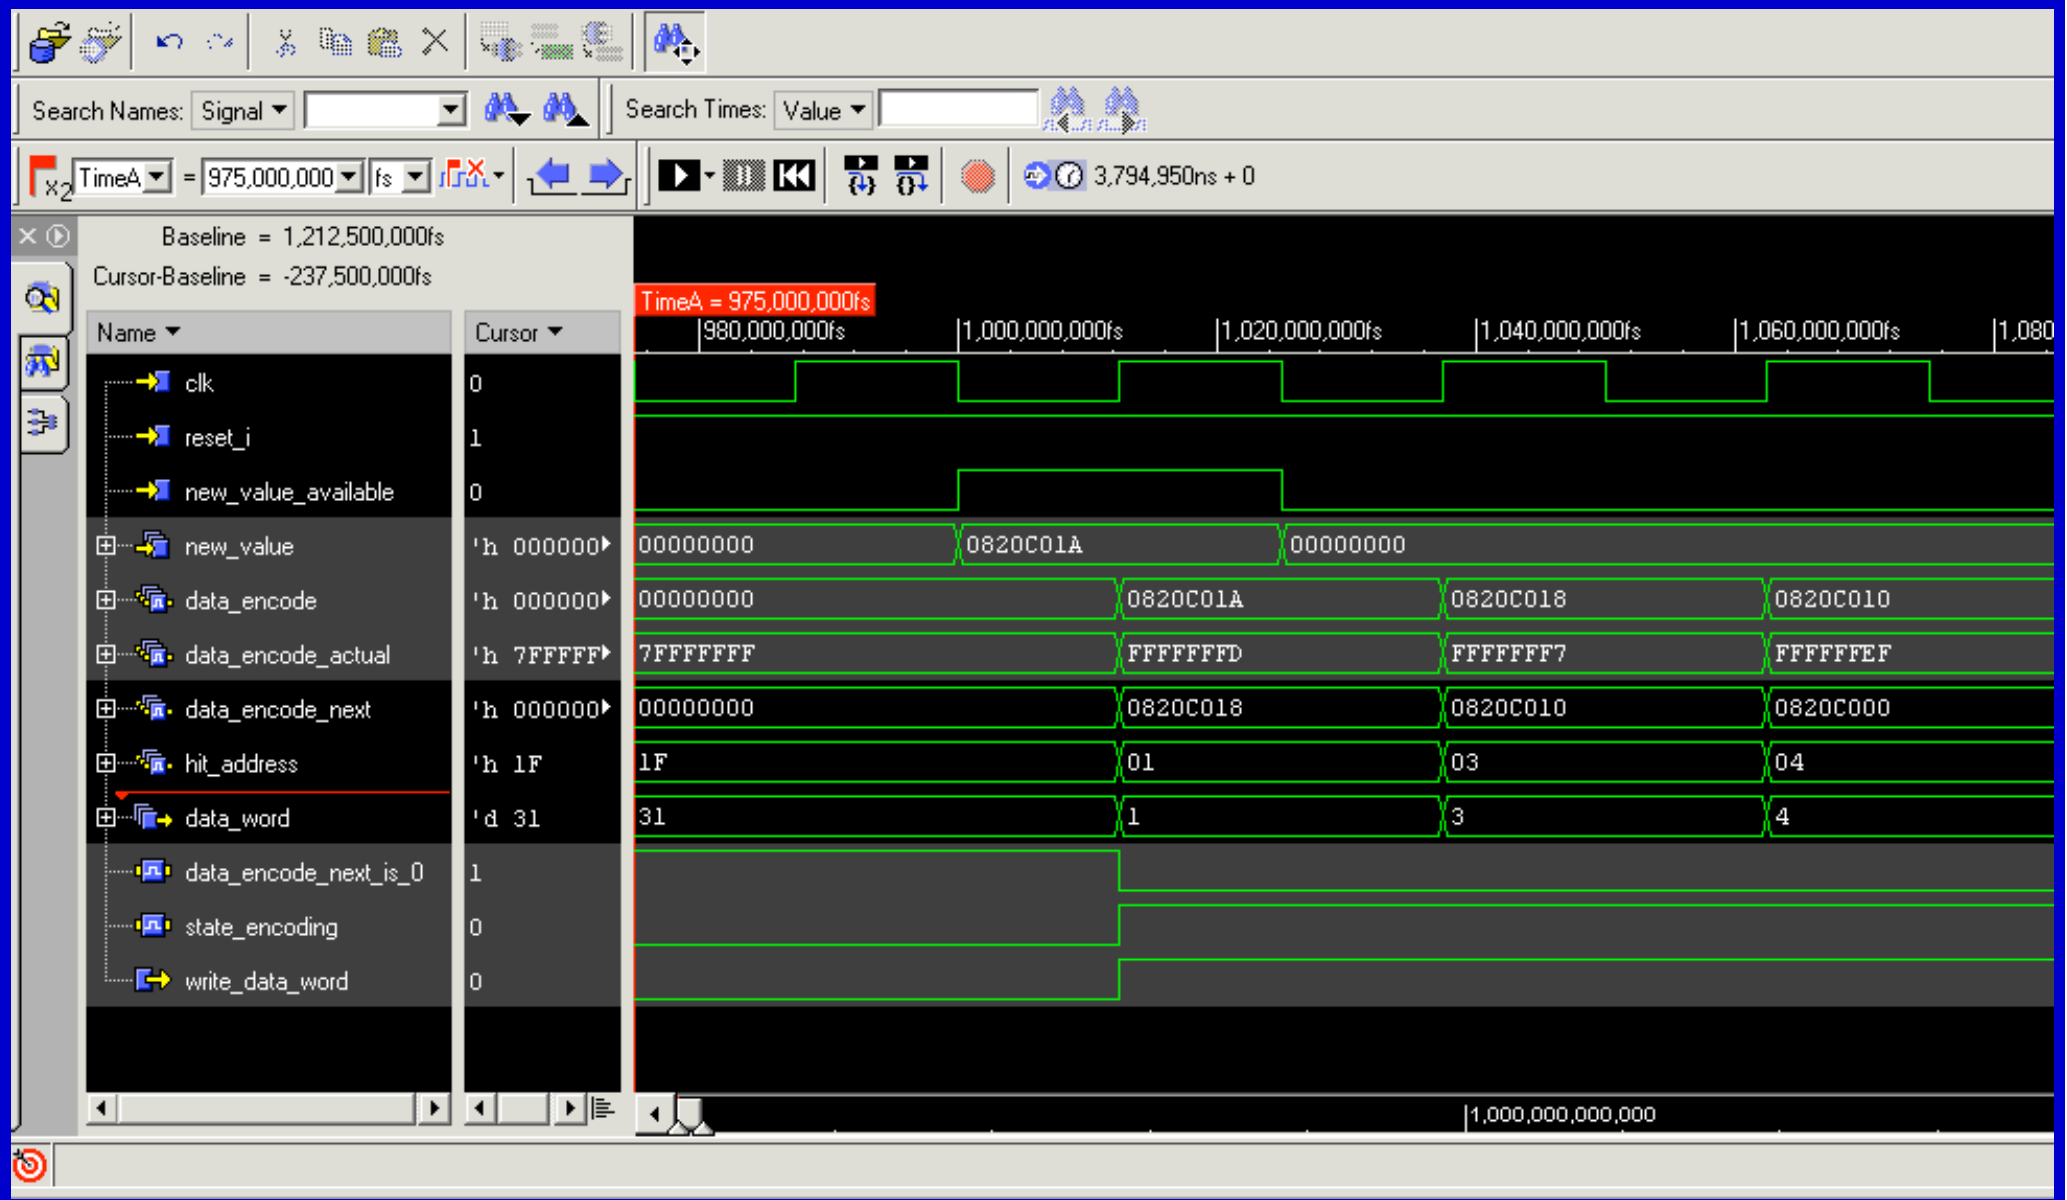 Search Names: Signal Search Times: Value
x2 TimeA = 975,000,000 fs 3,794,950ns + 0
Baseline = 1,212,500,000fs
Cursor-Baseline = -237,500,000fs
TimeA = 975,000,000fs
Name Cursor 980,000,000fs 1,000,000,000fs 1,020,000,000fs 1,040,000,000fs 1,060,000,000fs 1,080
clk 0
reset_i 1
new_value_available 0
new_value 'h 000000 00000000 0820C01A 00000000
data_encode 'h 000000 00000000 0820C01A 0820C018 0820C010
data_encode_actual 'h 7FFFFF 7FFFFFFF FFFFFFFD FFFFFFF7 FFFFFFEF
data_encode_next 'h 000000 00000000 0820C018 0820C010 0820C000
hit_address 'h 1F 1F 01 03 04
data_word 'd 31 31 1 3 4
data_encode_next_is_0 1
state_encoding 0
write_data_word 0
1,000,000,000,000